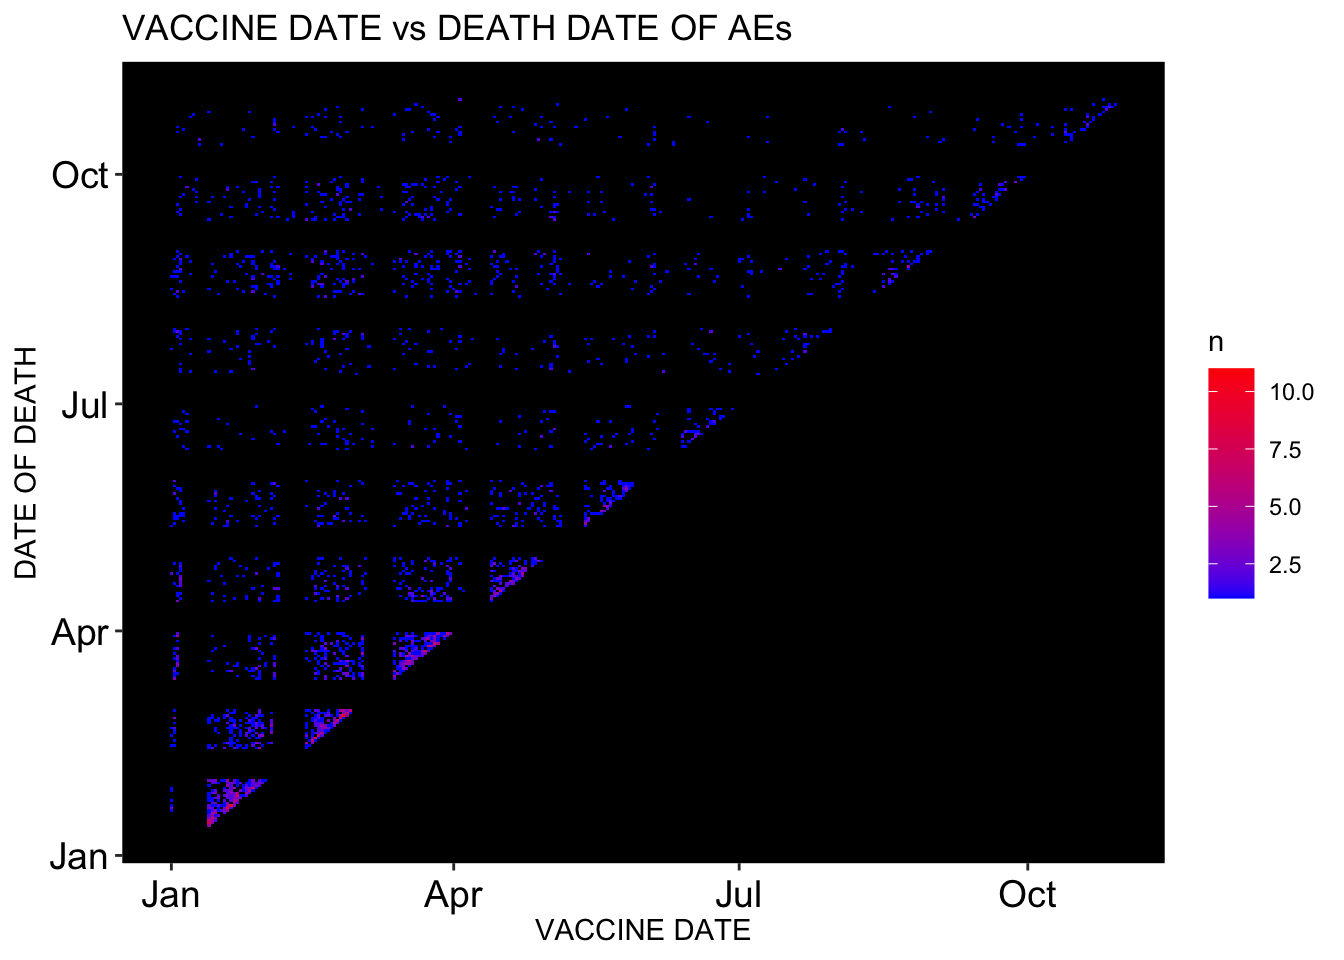 VACCINE DATE vs DEATH DATE OF AEs
DATE OF DEATH
Oct
Jul
Apr
Jan
Jan
Apr
Jul
Oct
VACCINE DATE
n
10.0
7.5
5.0
2.5